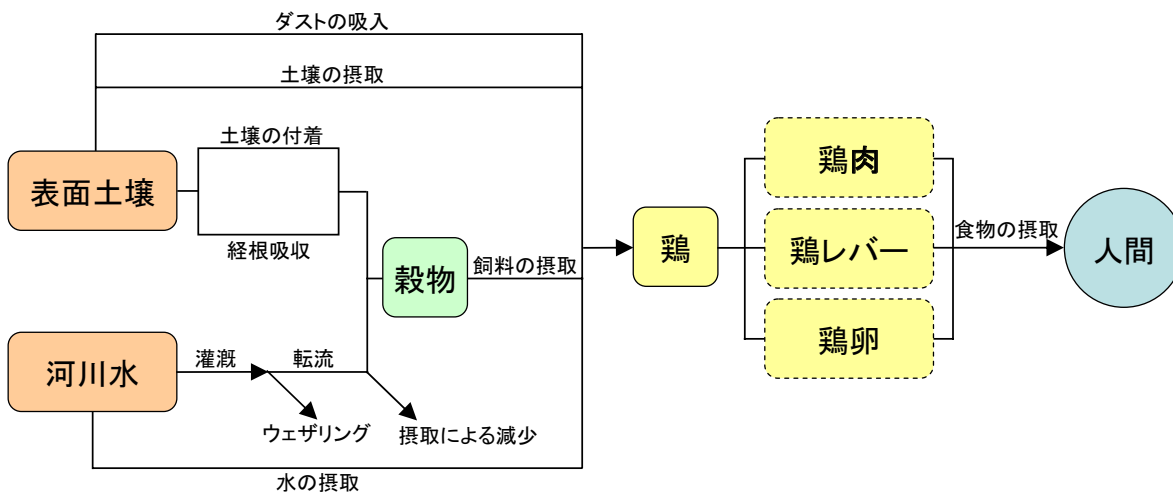 ダストの吸入
土壌の摂取
土壌の付着
表面土壌
経根吸収
穀物
飼料の摂取
河川水
灌漑
転流
ウェザリング
摂取による減少
水の摂取
鶏
鶏肉
鶏レバー
鶏卵
食物の摂取
人間